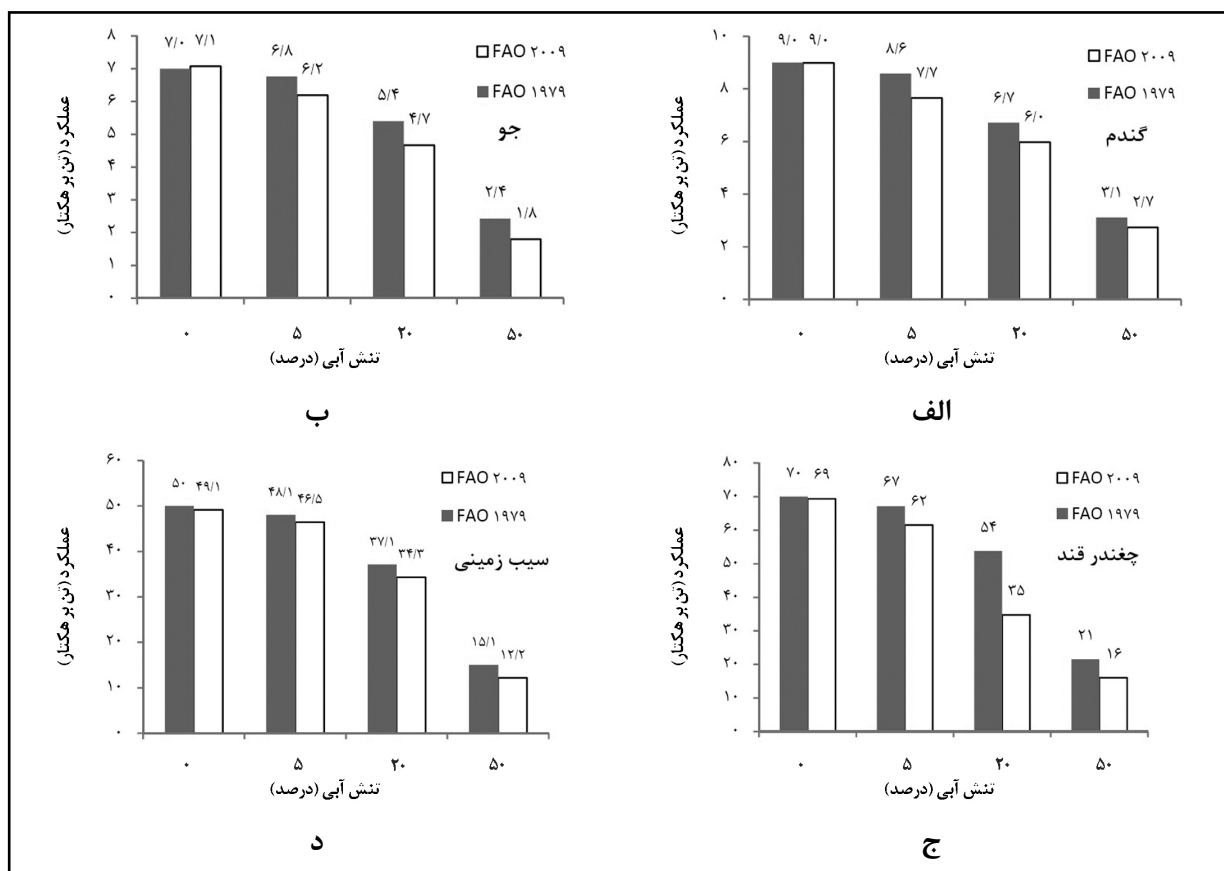 عملکرد (تن بر هکتار)
۱۰
۸
۶
۴
۲
۰
۹/۰ ۹/۰
۸/۶ ۷/۷
۶/۷ ۶/۰
۳/۱ ۲/۷
FAO ۲۰۰۹
FAO ۱۹۷۹
گندم
۰ ۵ ۲۰ ۵۰
تنش آبی (درصد)
الف
عملکرد (تن بر هکتار)
۸
۷
۶
۵
۴
۳
۲
۱
۰
۷/۰ ۷/۱
۶/۸ ۶/۲
۵/۴ ۴/۷
۲/۴ ۱/۸
FAO ۲۰۰۹
FAO ۱۹۷۹
جو
۰ ۵ ۲۰ ۵۰
تنش آبی (درصد)
ب
عملکرد (تن بر هکتار)
۸۰
۷۰
۶۰
۵۰
۴۰
۳۰
۲۰
۱۰
۰
۷۰ ۶۹
۶۷ ۶۲
۵۴ ۳۵
۲۱ ۱۶
FAO ۲۰۰۹
FAO ۱۹۷۹
چغندر قند
۰ ۵ ۲۰ ۵۰
تنش آبی (درصد)
ج
عملکرد (تن بر هکتار)
۶۰
۵۰
۴۰
۳۰
۲۰
۱۰
۰
۵۰ ۴۹/۱
۴۸/۱ ۴۶/۵
۳۷/۱ ۳۴/۳
۱۵/۱ ۱۲/۲
FAO ۲۰۰۹
FAO ۱۹۷۹
سیب زمینی
۰ ۵ ۲۰ ۵۰
تنش آبی (درصد)
د